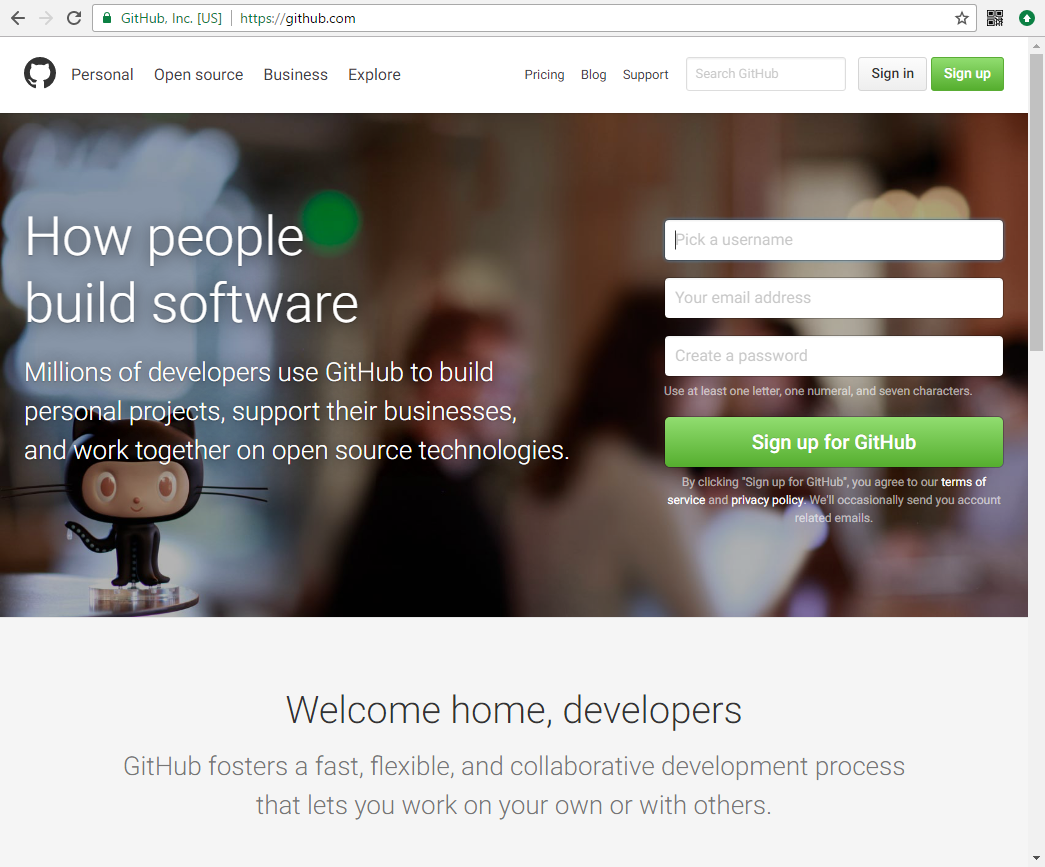 GitHub, Inc. [US] https://github.com
Personal Open source Business Explore Pricing Blog Support Search GitHub Sign in Sign up
How people
build software
Millions of developers use GitHub to build
personal projects, support their businesses,
and work together on open source technologies.
Pick a username
Your email address
Create a password
Use at least one letter, one numeral, and seven characters.
Sign up for GitHub
By clicking "Sign up for GitHub", you agree to our terms of
service and privacy policy. We'll occasionally send you account
related emails.
Welcome home, developers
GitHub fosters a fast, flexible, and collaborative development process
that lets you work on your own or with others.